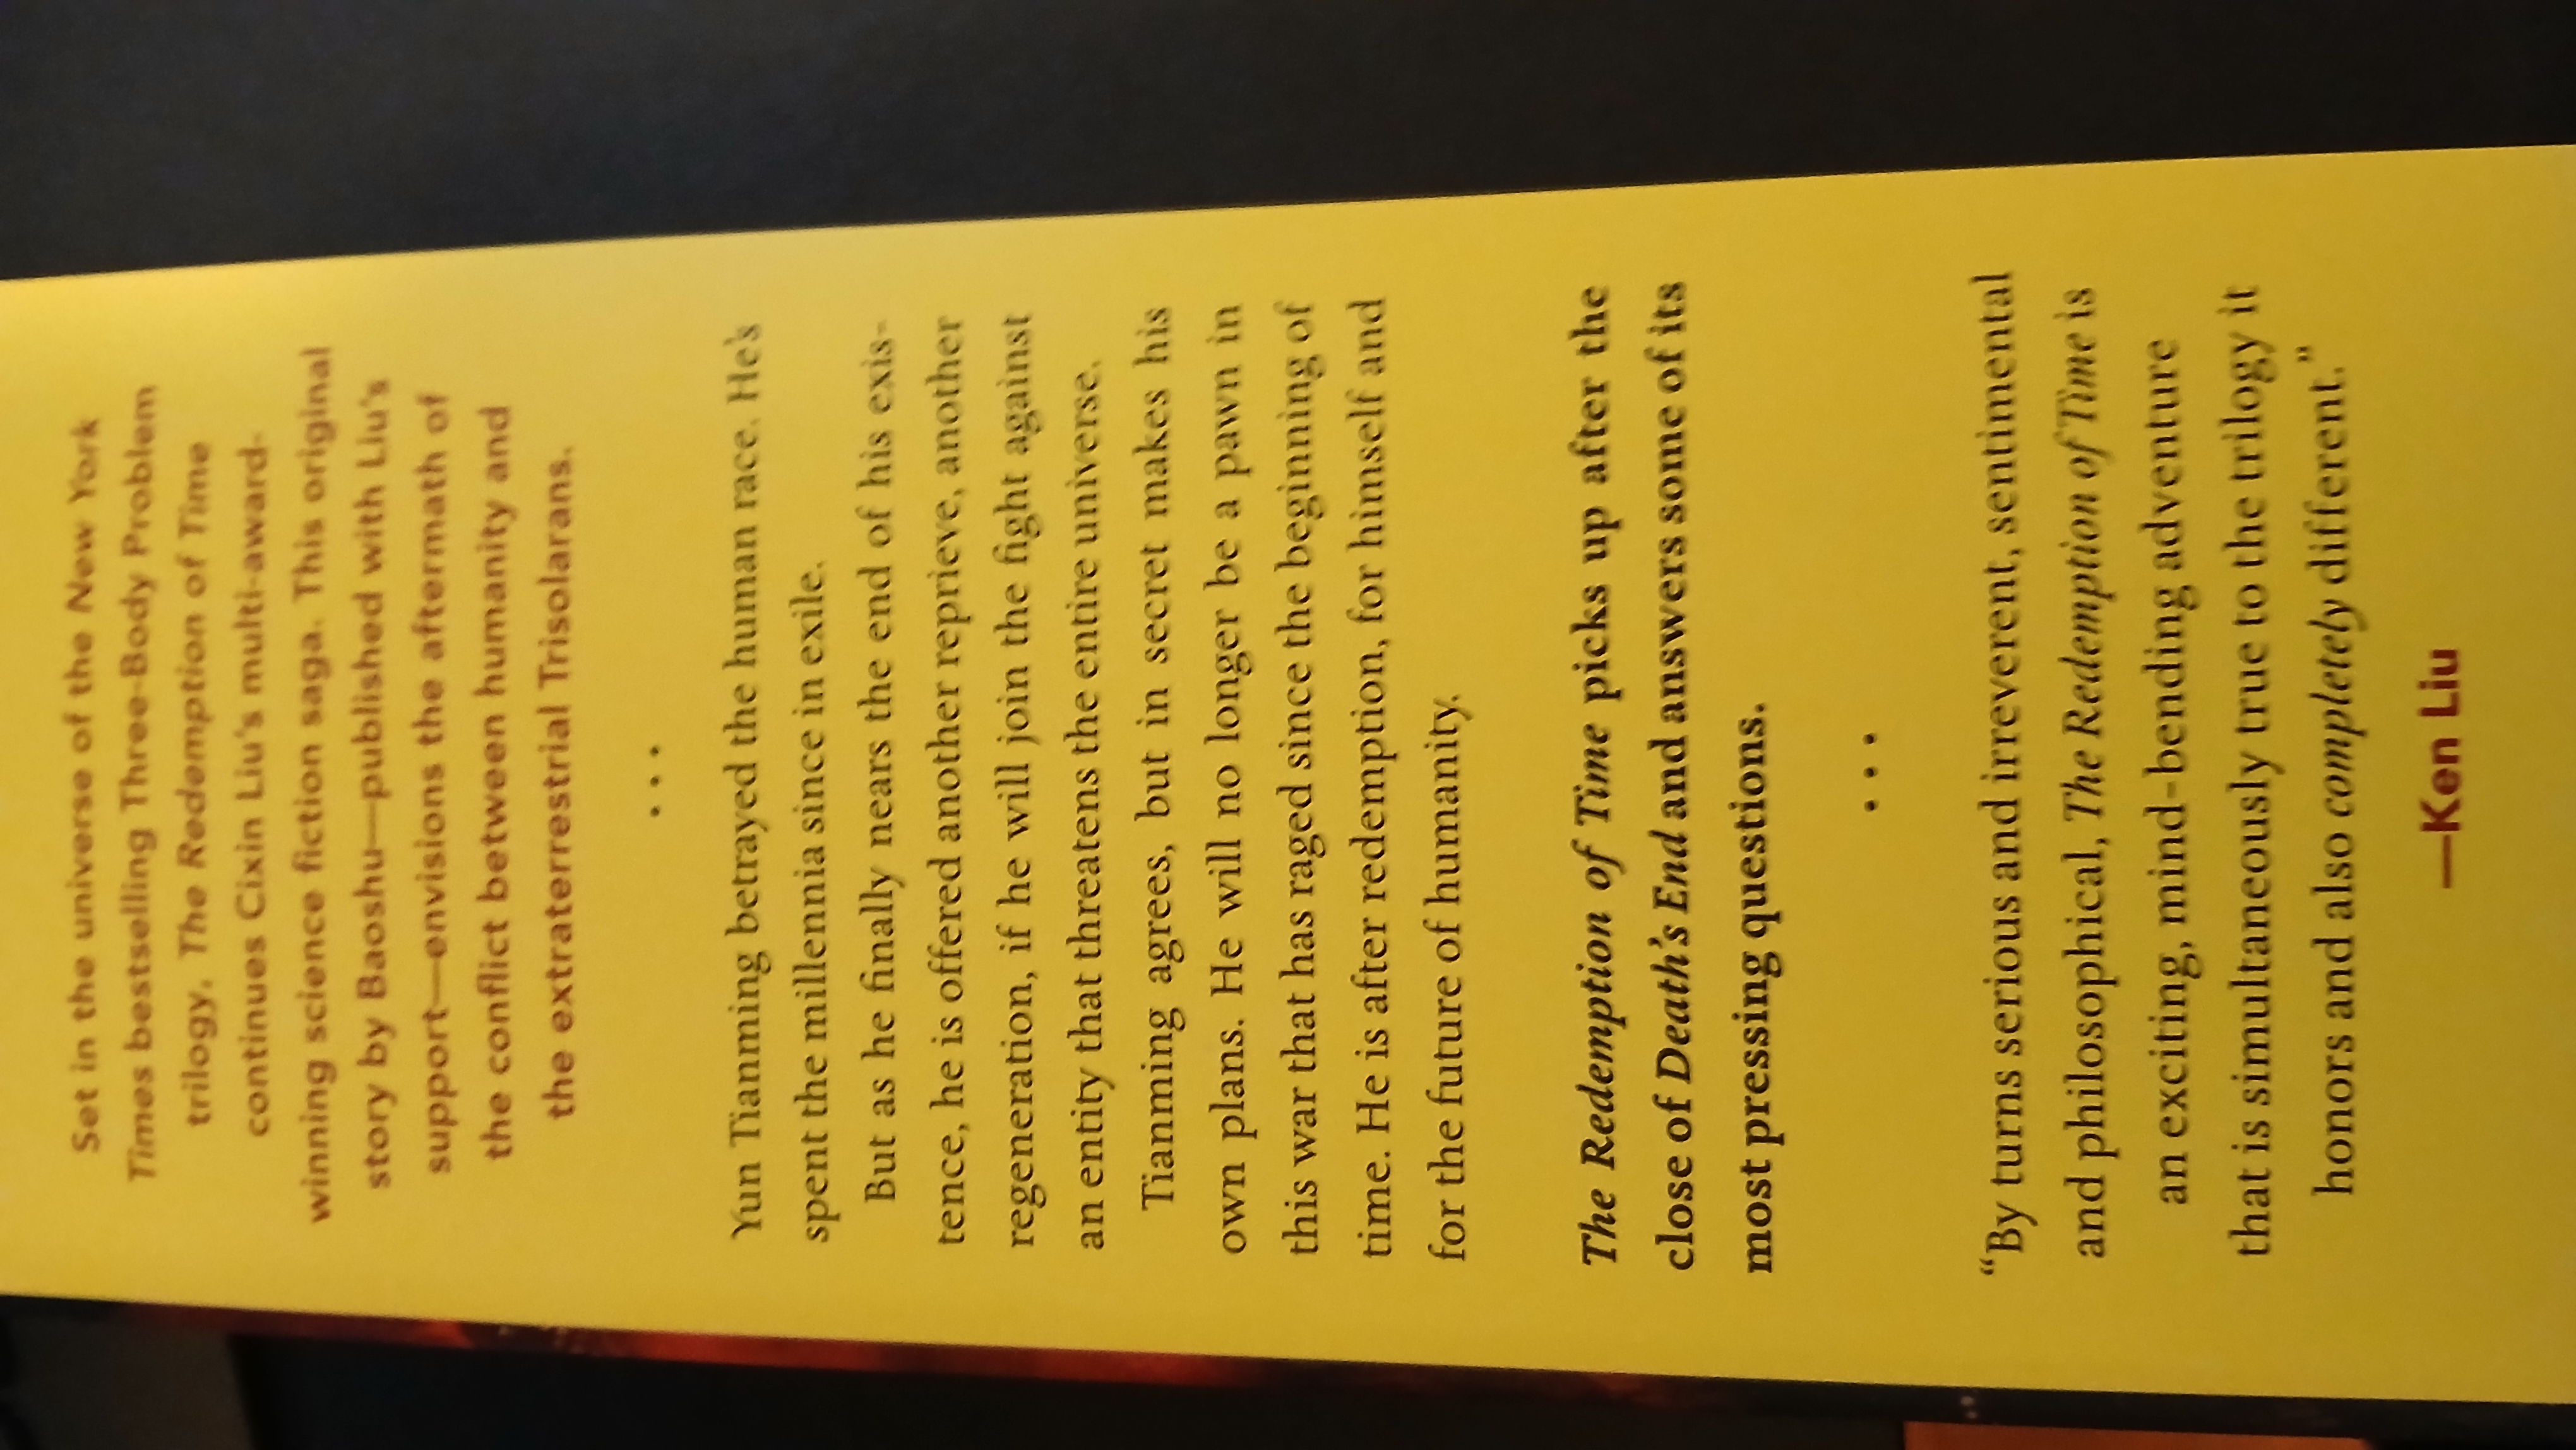 Set in the universe of the New York
Times bestselling Three-Body Problem
trilogy, The Redemption of Time
continues Cixin Liu's multi-award-
winning science fiction saga. This original
story by Baoshu—published with Liu's
support—envisions the aftermath of
the conflict between humanity and
the extraterrestrial Trisolarans.
• • •
Yun Tianming betrayed the human race. He's
spent the millennia since in exile.
But as he finally nears the end of his exis-
tence, he is offered another reprieve, another
regeneration, if he will join the fight against
an entity that threatens the entire universe.
Tianming agrees, but in secret makes his
own plans. He will no longer be a pawn in
this war that has raged since the beginning of
time. He is after redemption, for himself and
for the future of humanity.
The Redemption of Time picks up after the
close of Death's End and answers some of its
most pressing questions.
• • •
“By turns serious and irreverent, sentimental
and philosophical, The Redemption of Time is
an exciting, mind-bending adventure
that is simultaneously true to the trilogy it
honors and also completely different.”
—Ken Liu